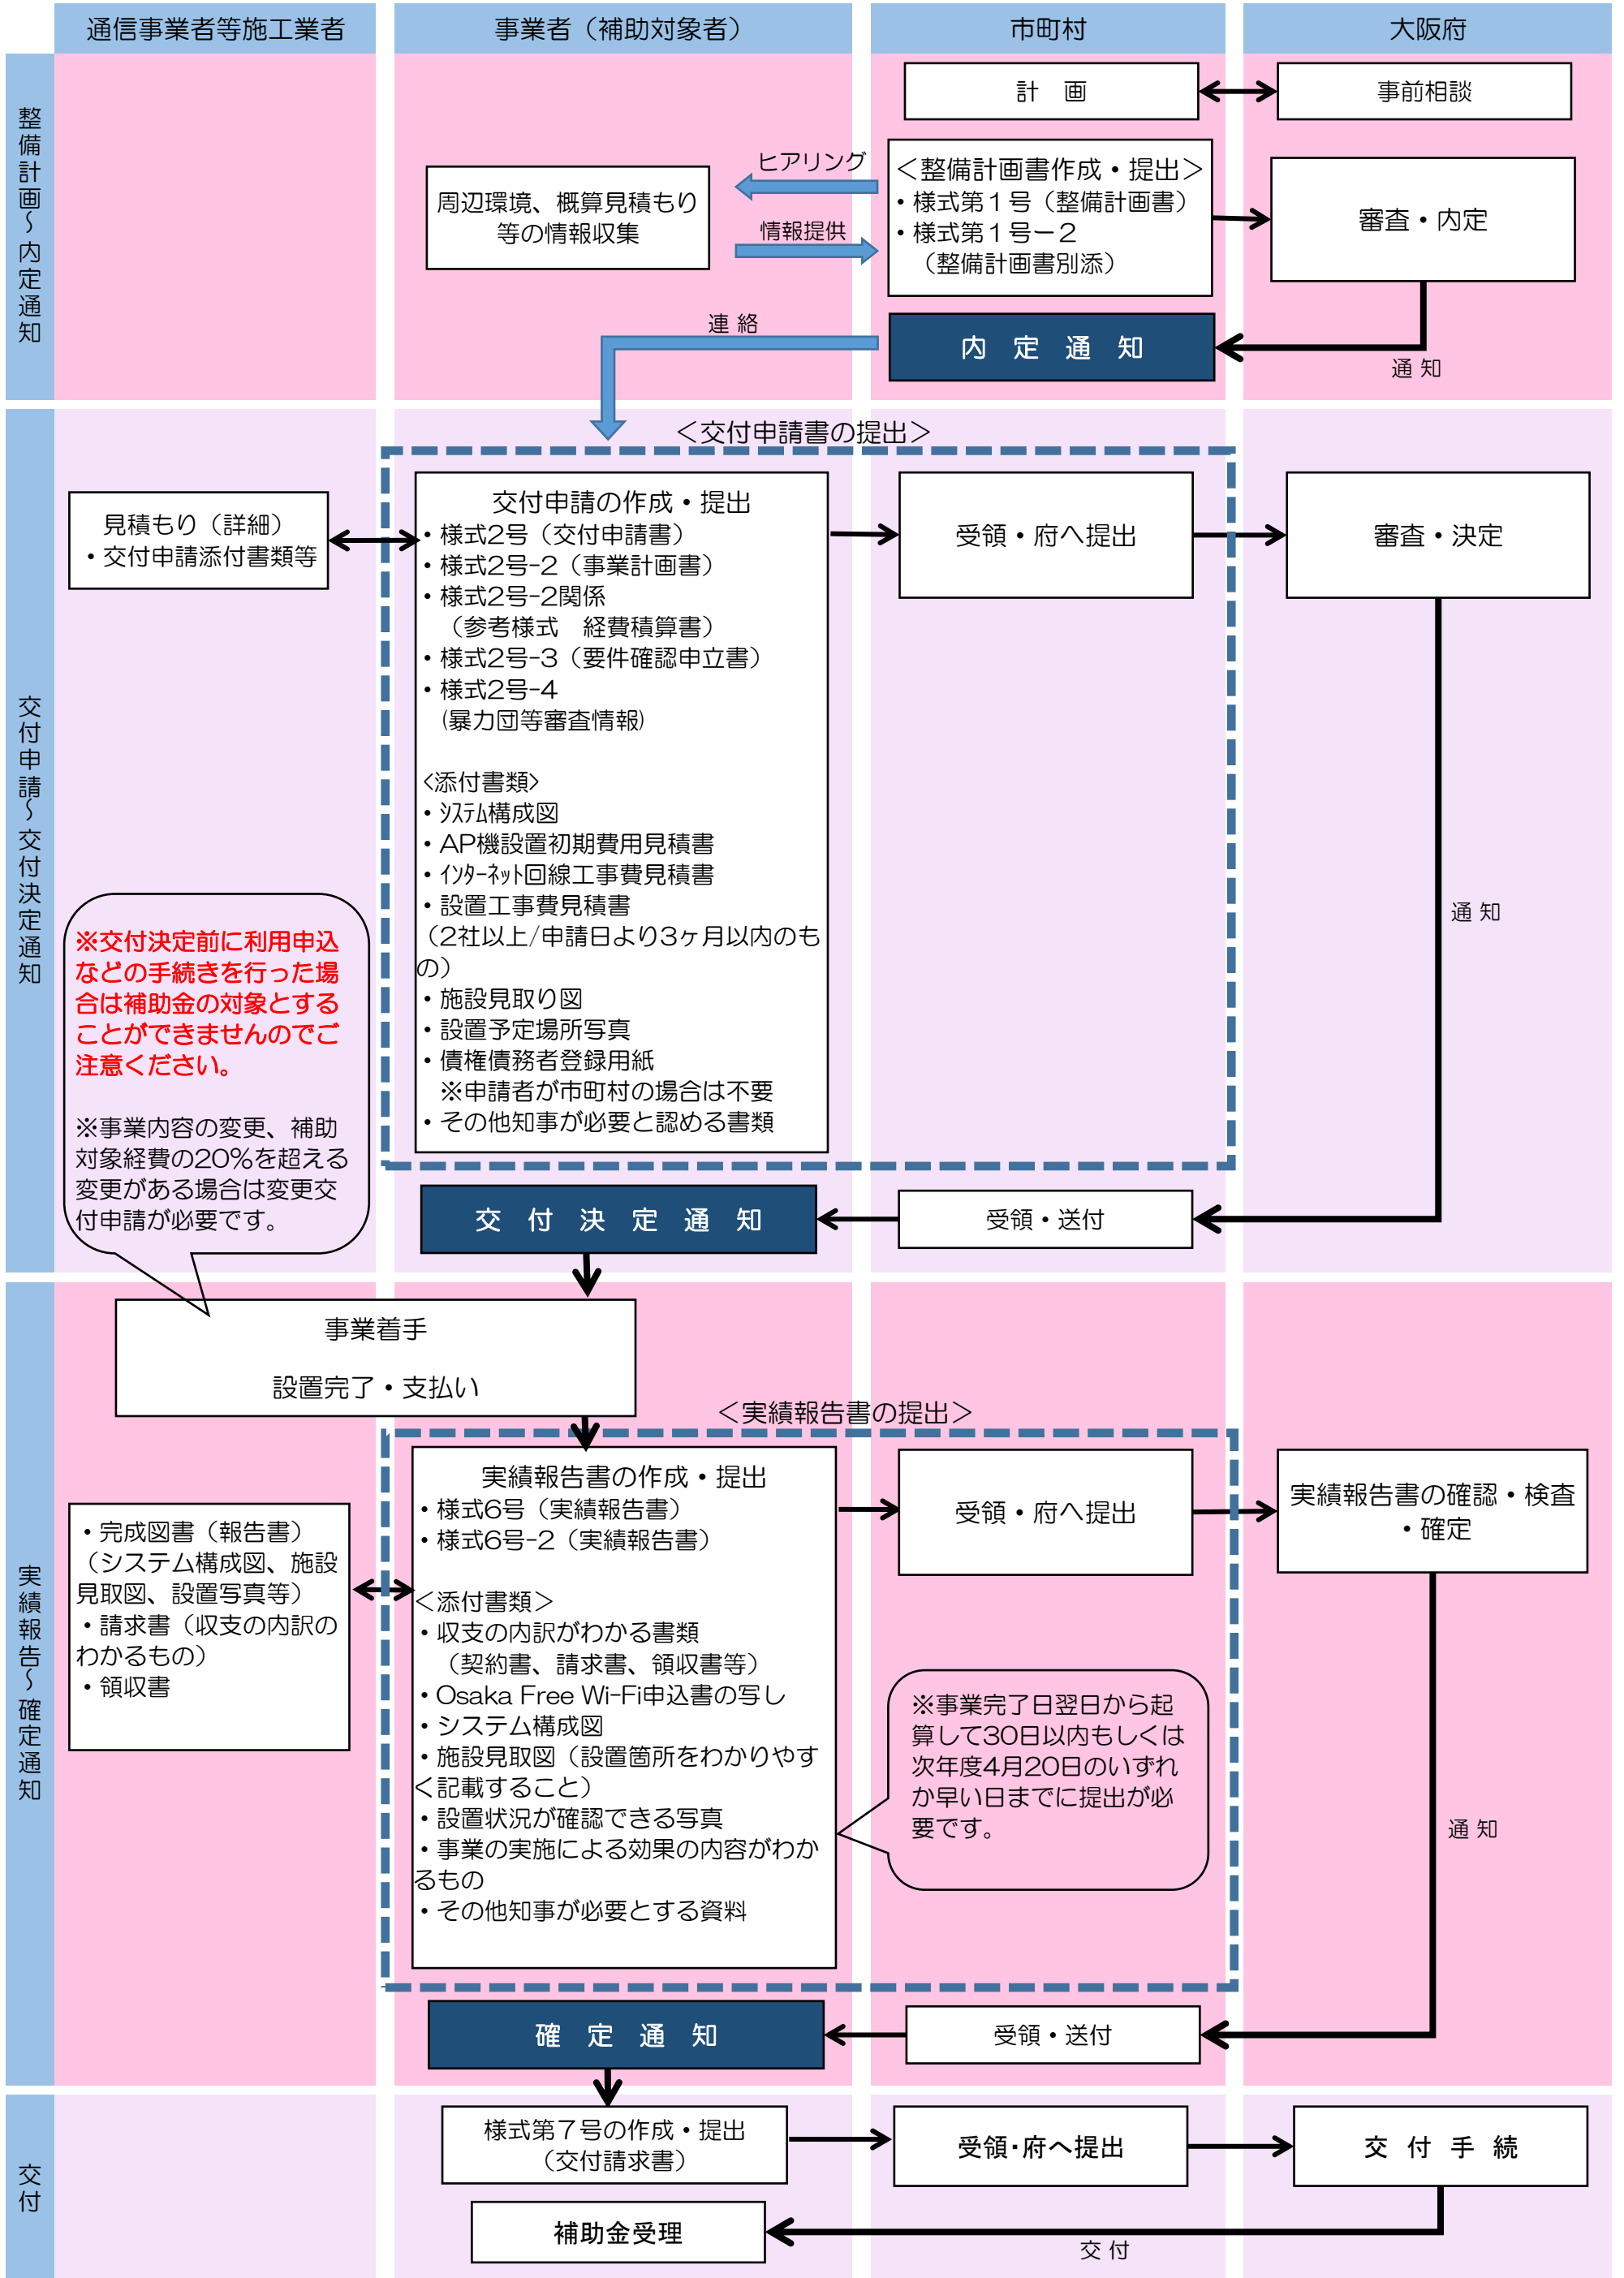 通信事業者等施工業者
事業者（補助対象者）
市町村
大阪府
整備計画～内定通知
計　画
事前相談
周辺環境、概算見積もり
等の情報収集
ヒアリング
情報提供
＜整備計画書作成・提出＞
・様式第１号（整備計画書）
・様式第１号ー２
（整備計画書別添）
審査・内定
連 絡
内　定　通　知
通 知
交付申請～交付決定通知
＜交付申請書の提出＞
見積もり（詳細）
・交付申請添付書類等
交付申請の作成・提出
・様式2号（交付申請書）
・様式2号-2（事業計画書）
・様式2号-2関係
（参考様式　経費積算書）
・様式2号-3（要件確認申立書）
・様式2号-4
(暴力団等審査情報)
<添付書類>
・ｼｽﾃﾑ構成図
・AP機設置初期費用見積書
・ｲﾝﾀｰﾈｯﾄ回線工事費見積書
・設置工事費見積書
（2社以上/申請日より3ヶ月以内のも
の）
・施設見取り図
・設置予定場所写真
・債権債務者登録用紙
※申請者が市町村の場合は不要
・その他知事が必要と認める書類
受領・府へ提出
審査・決定
通 知
※交付決定前に利用申込
などの手続きを行った場
合は補助金の対象とする
ことができませんのでご
注意ください。
※事業内容の変更、補助
対象経費の20%を超える
変更がある場合は変更交
付申請が必要です。
交　付　決　定　通　知
受領・送付
実績報告～確定通知
事業着手
設置完了・支払い
＜実績報告書の提出＞
・完成図書（報告書）
（システム構成図、施設
見取図、設置写真等）
・請求書（収支の内訳の
わかるもの）
・領収書
実績報告書の作成・提出
・様式6号（実績報告書）
・様式6号-2（実績報告書）
＜添付書類＞
・収支の内訳がわかる書類
（契約書、請求書、領収書等）
・Osaka Free Wi-Fi申込書の写し
・システム構成図
・施設見取図（設置箇所をわかりやす
く記載すること）
・設置状況が確認できる写真
・事業の実施による効果の内容がわか
るもの
・その他知事が必要とする資料
受領・府へ提出
実績報告書の確認・検査
・確定
※事業完了日翌日から起
算して30日以内もしくは
次年度4月20日のいずれ
か早い日までに提出が必
要です。
通 知
確　定　通　知
受領・送付
交付
様式第７号の作成・提出
（交付請求書）
受領・府へ提出
交　付　手　続
補助金受理
交 付